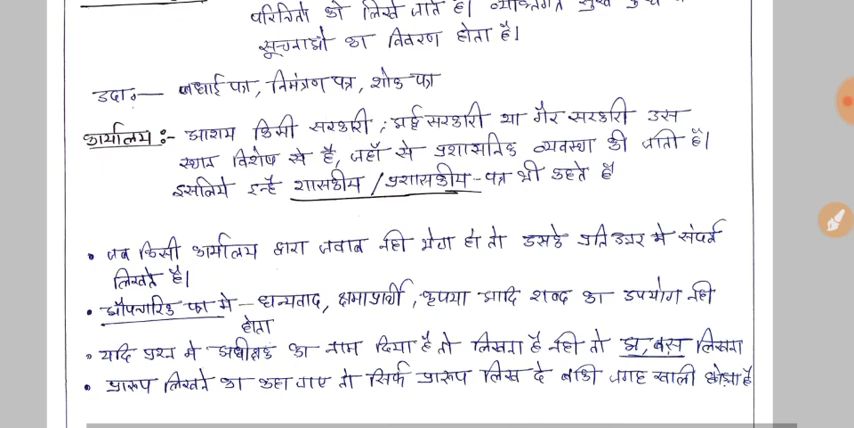 परिचितों को लिखे जाते है। व्यक्तिगत सुख दुख
सूचनाओ का विवरण होता है।
उदा०— बधाई पत्र, निमंत्रण पत्र, शोक पत्र
कार्यालय :- आशय किसी सरकारी, अर्द्धसरकारी या गैर सरकारी उस
स्थान विशेष से है, जहाँ से प्रशासनिक व्यवस्था की जाती है।
इसलिये इन्हे शासकीय / प्रशासकीय - पत्र भी कहते है
• जब किसी कार्यालय द्वारा जवाब नही भेजा हो तो उसके प्रतिउत्तर मे
लिखते है।
• औपचारिक पत्र मे — धन्यवाद, क्षमाप्रार्थी, कृपया आदि शब्द का उपयोग नही
होता
• यदि प्रश्न मे अधीक्षक का नाम दिया है तो लिखना है नही तो अ, ब, स लिखना
• प्रारूप लिखने का कहा जाए तो सिर्फ प्रारूप लिख दे बाकी जगह खाली छोड़ना है